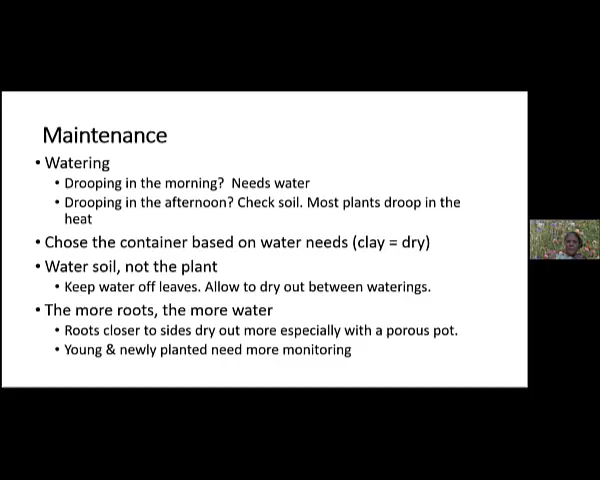 Maintenance
• Watering
• Drooping in the morning? Needs water
• Drooping in the afternoon? Check soil. Most plants droop in the
heat
• Chose the container based on water needs (clay = dry)
• Water soil, not the plant
• Keep water off leaves. Allow to dry out between waterings.
• The more roots, the more water
• Roots closer to sides dry out more especially with a porous pot.
• Young & newly planted need more monitoring